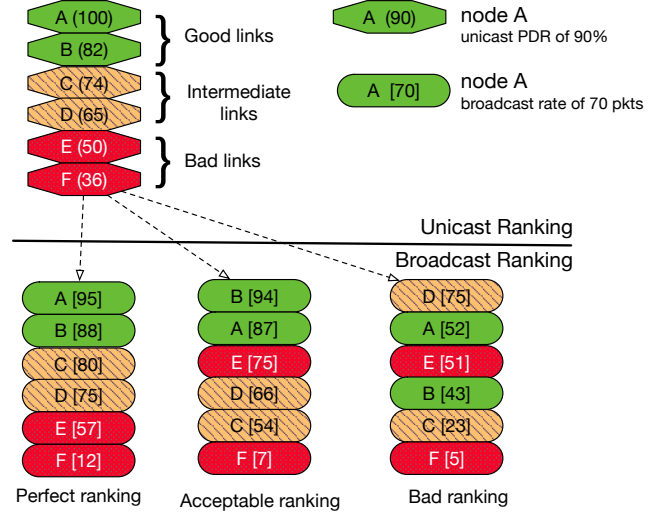 A (100)
B (82)
C (74)
D (65)
E (50)
F (36)
Good links
Intermediate
links
Bad links
A (90)
node A
unicast PDR of 90%
A [70]
node A
broadcast rate of 70 pkts
Unicast Ranking
Broadcast Ranking
A [95]
B [88]
C [80]
D [75]
E [57]
F [12]
Perfect ranking
B [94]
A [87]
E [75]
D [66]
C [54]
F [7]
Acceptable ranking
D [75]
A [52]
E [51]
B [43]
C [23]
F [5]
Bad ranking